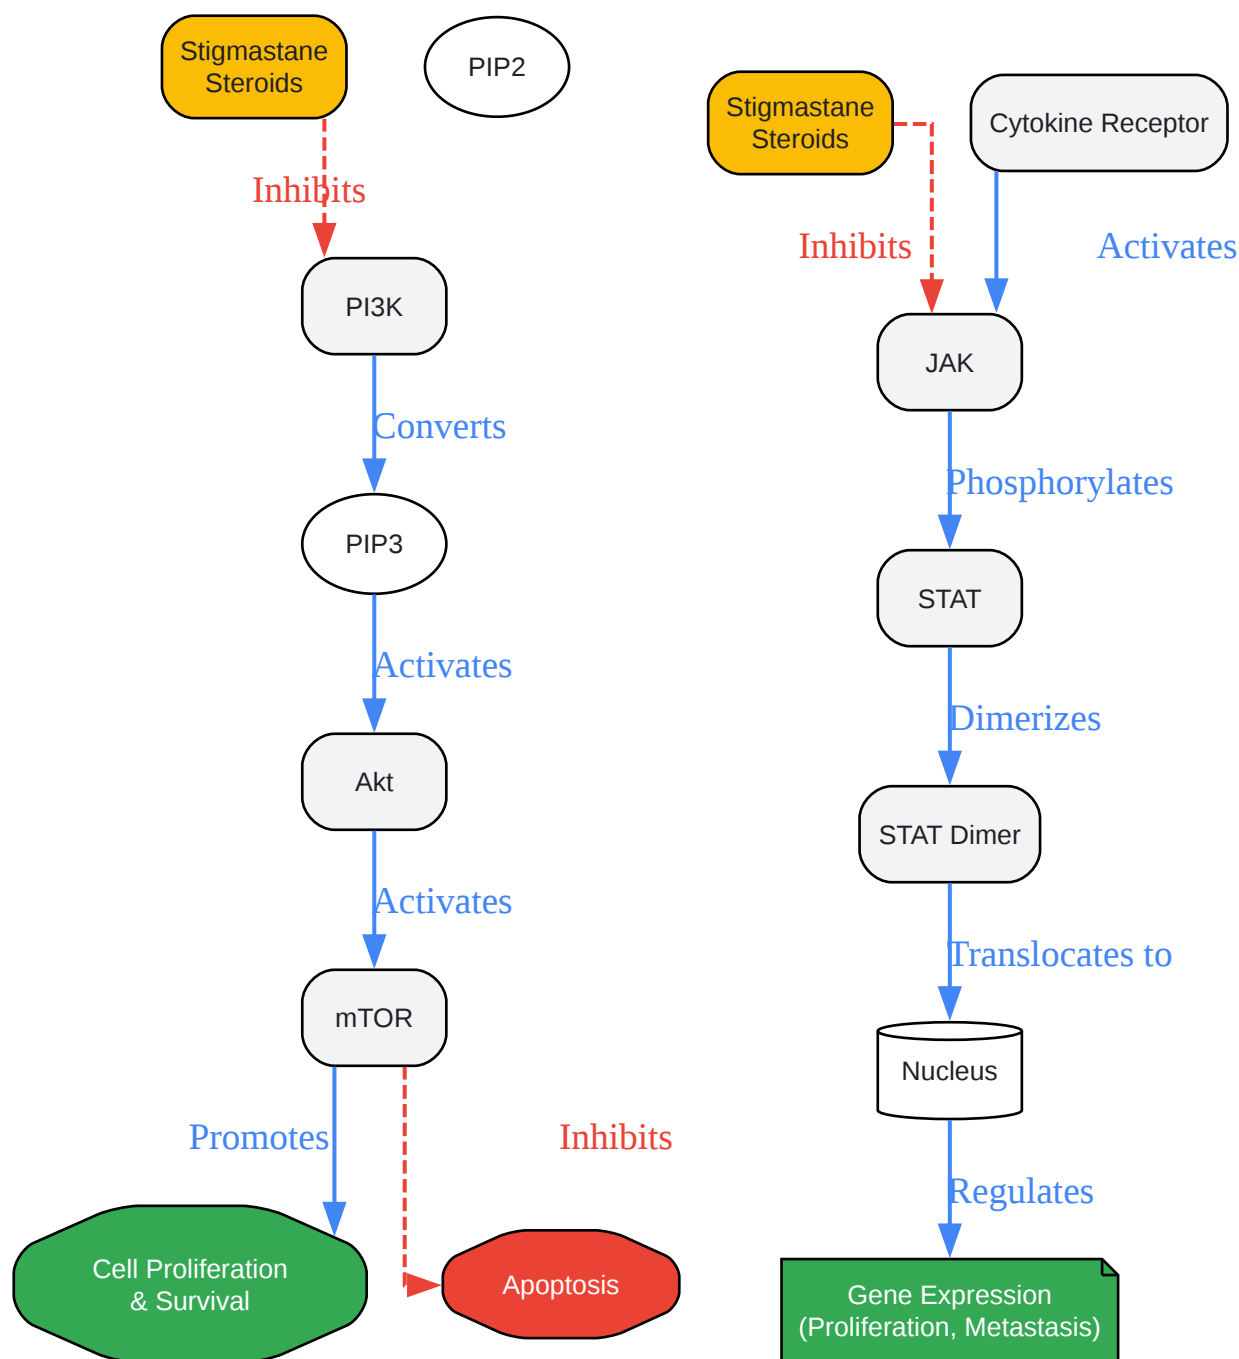 Stigmastane
Steroids
PIP2
Inhibits
PI3K
Converts
PIP3
Activates
Akt
Activates
mTOR
Promotes
Inhibits
Cell Proliferation
& Survival
Apoptosis
Stigmastane
Steroids
Cytokine Receptor
Inhibits
Activates
JAK
Phosphorylates
STAT
Dimerizes
STAT Dimer
Translocates to
Nucleus
Regulates
Gene Expression
(Proliferation, Metastasis)